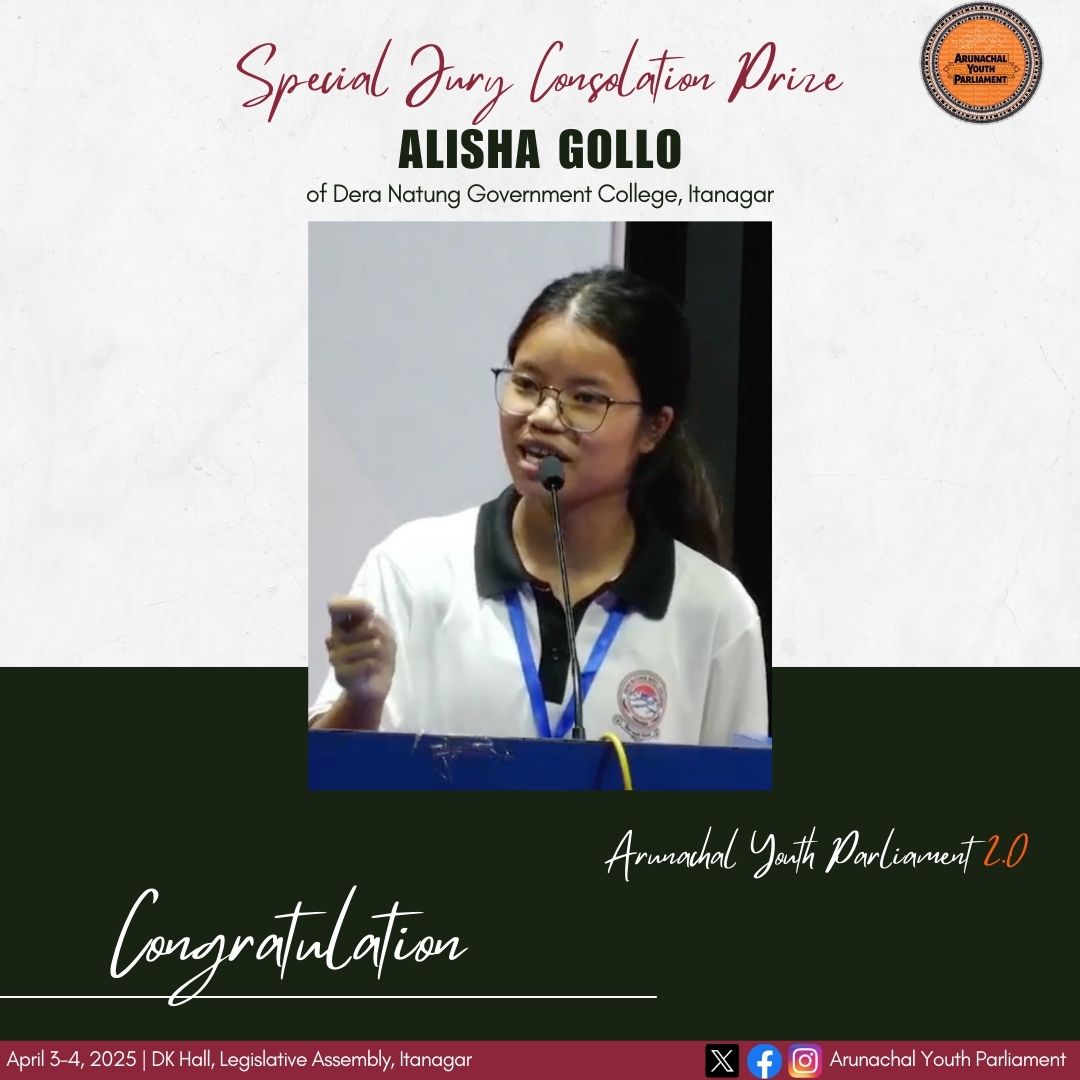 Special Jury Consolation Prize
ARUNACHAL
YOUTH
PARLIAMENT
ALISHA GOLLO
of Dera Natung Government College, Itanagar
Arunachal Youth Parliament 2.0
Congratulation
April 3-4, 2025 | DK Hall, Legislative Assembly, Itanagar
Arunachal Youth Parliament